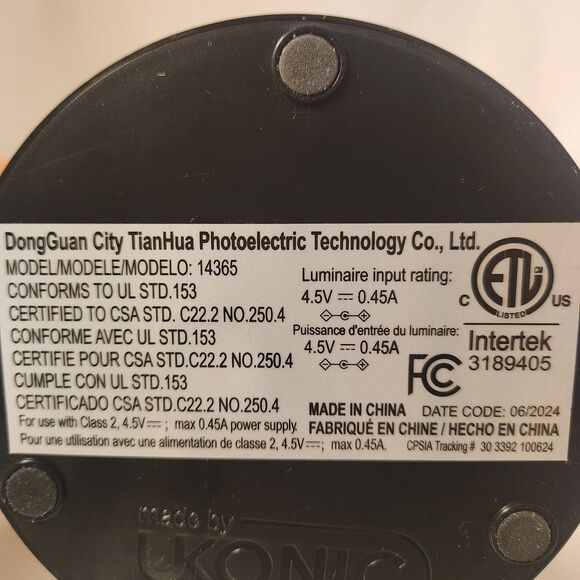 DongGuan City TianHua Photoelectric Technology Co., Ltd.
MODEL/MODELE/MODELO: 14365
CONFORMS TO UL STD.153
CERTIFIED TO CSA STD. C22.2 NO.250.4
CONFORME AVEC UL STD.153
CERTIFIE POUR CSA STD.C22.2 NO.250.4
CUMPLE CON UL STD.153
CERTIFICADO CSA STD.C22.2 NO.250.4
For use with Class 2, 4.5V⎓; max 0.45A power supply.
Pour une utilisation avec une alimentation de classe 2, 4.5V⎓; max 0.45A.
Luminaire input rating:
4.5V ⎓ 0.45A
Puissance d'entrée du luminaire:
4.5V ⎓ 0.45A
ETL CM
LISTED
C US
Intertek
3189405
FC
MADE IN CHINA DATE CODE: 06/2024
FABRIQUÉ EN CHINE / HECHO EN CHINA
CPSIA Tracking # 30 3392 100624
made by
UKONIC